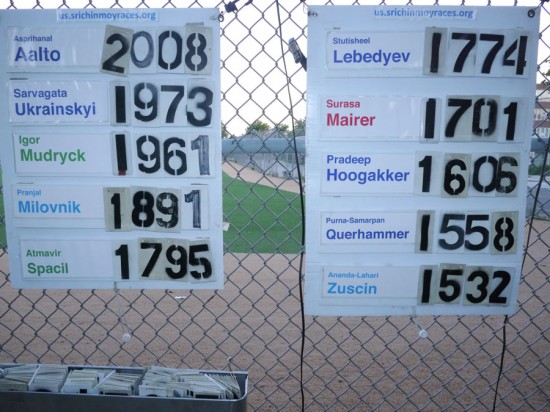 us.srichinmoyraces.org
Asprihanal
Aalto 2008
Sarvagata
Ukrainskyi 1973
Igor
Mudryck 1961
Pranjal
Milovnik 1891
Atmavir
Spacil 1795
us.srichinmoyraces.org
Stutisheel
Lebedyev 1774
Surasa
Mairer 1701
Pradeep
Hoogakker 1606
Purna-Samarpan
Querhammer 1558
Ananda-Lahari
Zuscin 1532